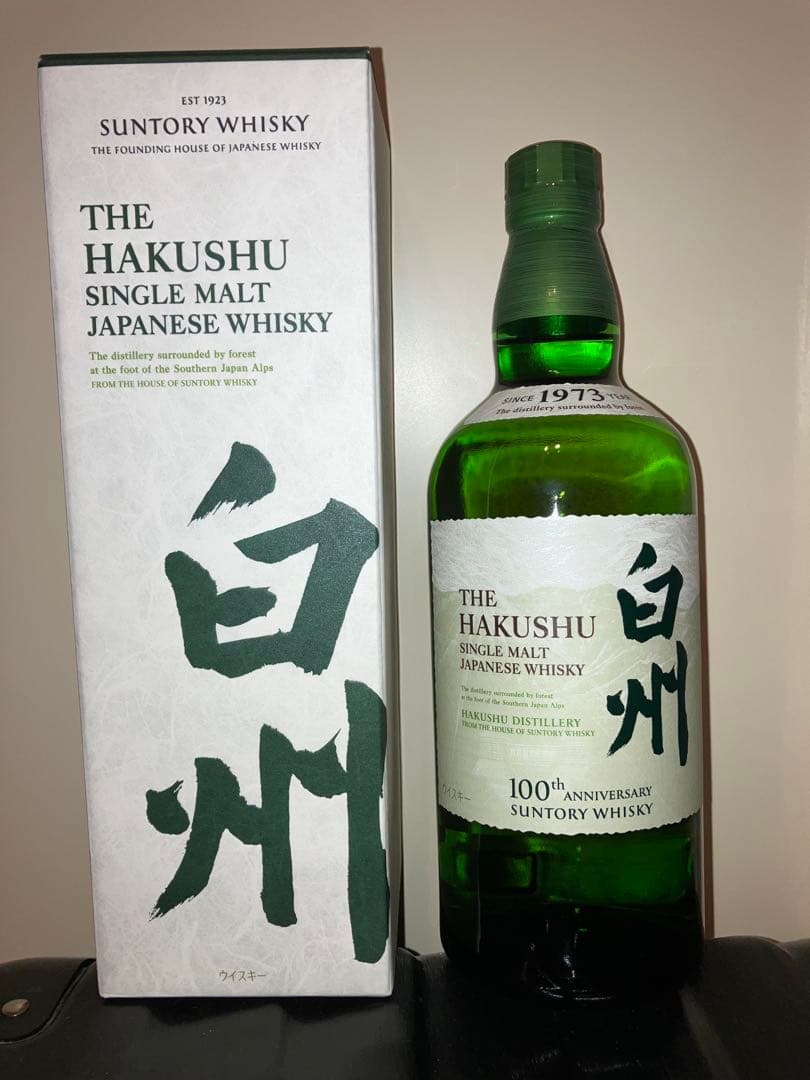 EST 1923
SUNTORY WHISKY
THE FOUNDING HOUSE OF JAPANESE WHISKY
THE
HAKUSHU
SINGLE MALT
JAPANESE WHISKY
The distillery surrounded by forest
at the foot of the Southern Japan Alps
FROM THE HOUSE OF SUNTORY WHISKY
白
州
ウイスキー
SINCE 1973 YEAR
The distillery surrounded by forest
THE
HAKUSHU
SINGLE MALT
JAPANESE WHISKY
The distillery surrounded by forest
at the foot of the Southern Japan Alps
HAKUSHU DISTILLERY
FROM THE HOUSE OF SUNTORY WHISKY
白
州
ウイスキー
100th ANNIVERSARY
SUNTORY WHISKY